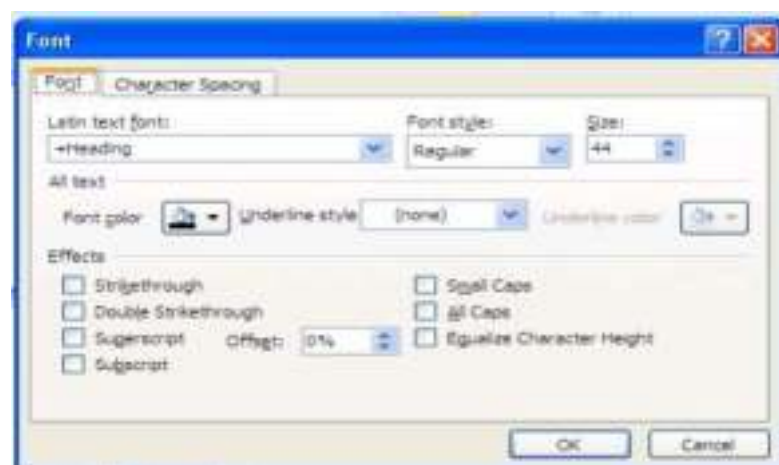 Font
Font Character Spacing
Latin text font: Font style: Size:
+Heading Regular 44
All text
Font color Underline style (none) Underline color
Effects
Strikethrough Small Caps
Double Strikethrough All Caps
Superscript Offset: 0% Equalize Character Height
Subscript
OK Cancel